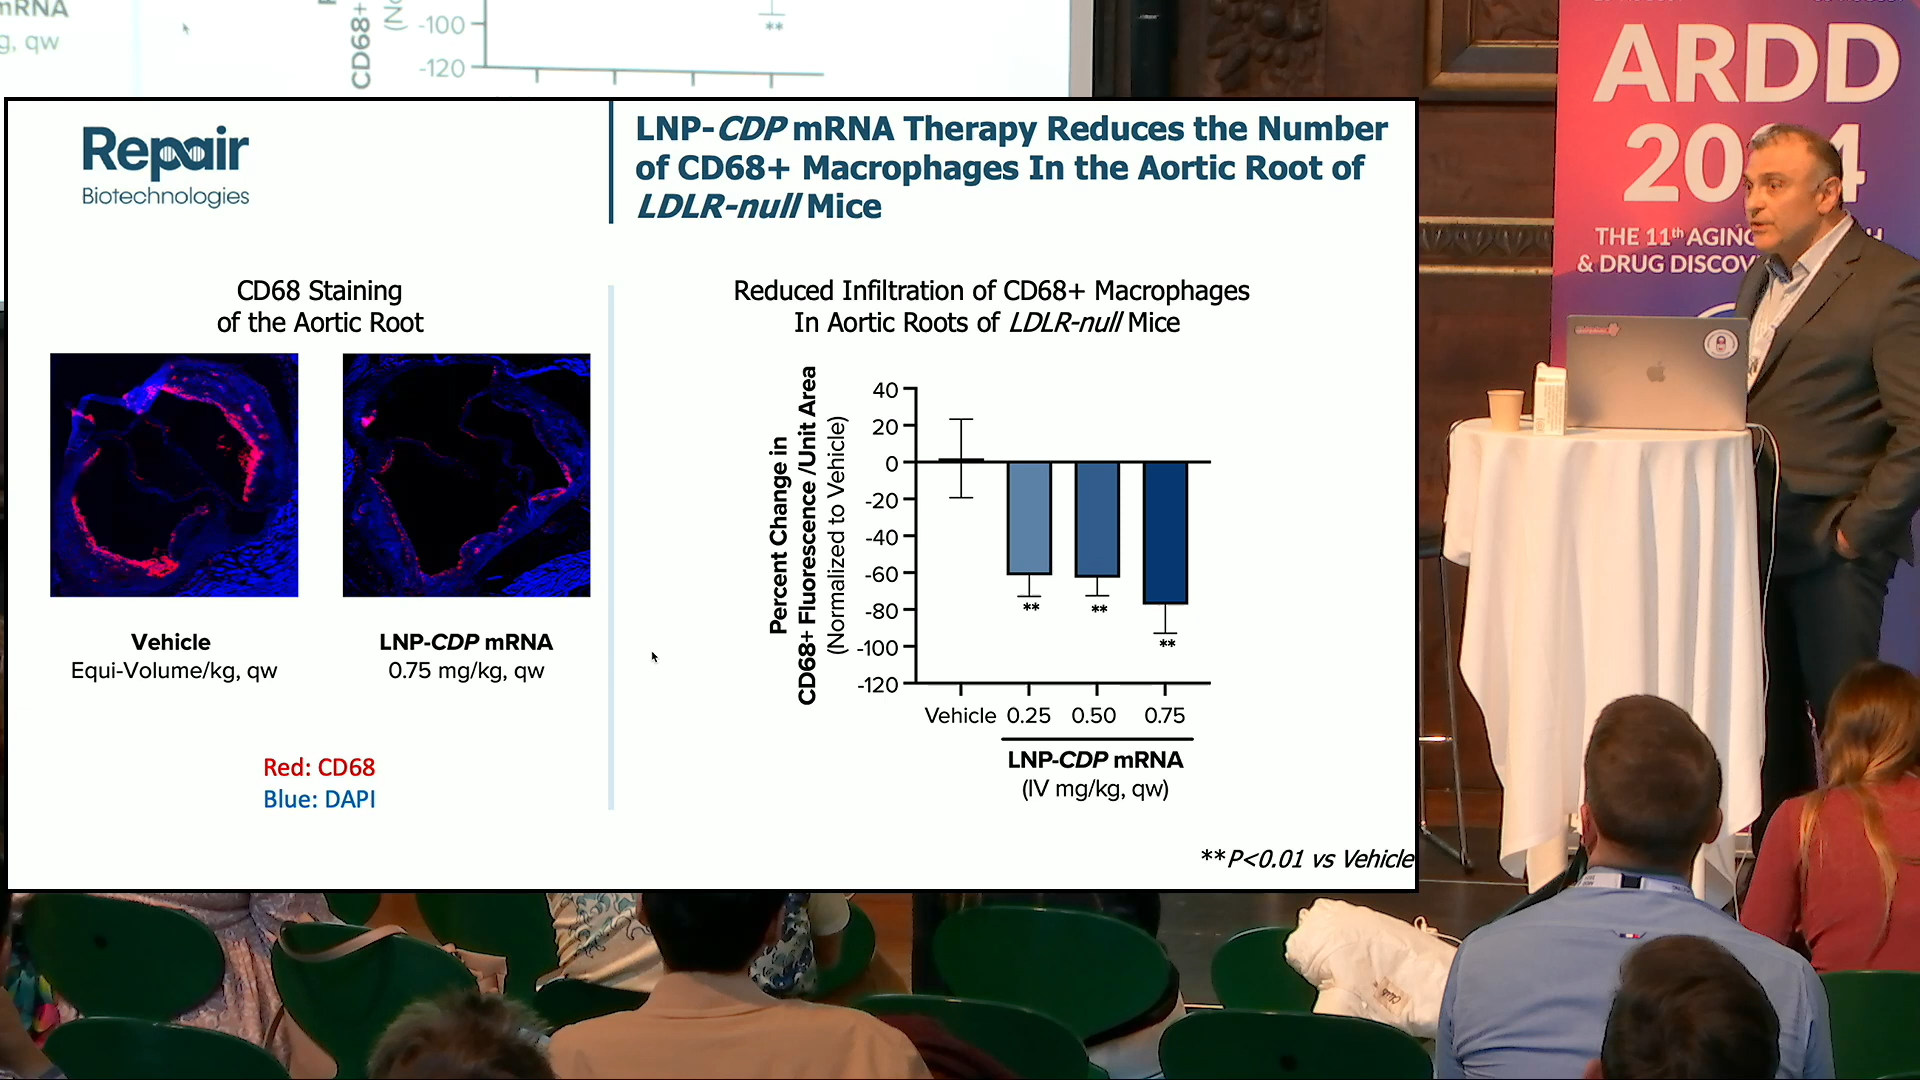 mRNA
g, qw
CD68+
-100
**
-120
Repair
Biotechnologies
LNP-CDP mRNA Therapy Reduces the Number
of CD68+ Macrophages In the Aortic Root of
LDLR-null Mice
CD68 Staining
of the Aortic Root
Vehicle
Equi-Volume/kg, qw
LNP-CDP mRNA
0.75 mg/kg, qw
Red: CD68
Blue: DAPI
Reduced Infiltration of CD68+ Macrophages
In Aortic Roots of LDLR-null Mice
Percent Change in
CD68+ Fluorescence /Unit Area
(Normalized to Vehicle)
40
20
0
-20
-40
-60
-80
-100
-120
**
**
**
Vehicle 0.25 0.50 0.75
LNP-CDP mRNA
(IV mg/kg, qw)
**P<0.01 vs Vehicle
ARDD
20 4
THE 11th AGING
& DRUG DISCOV